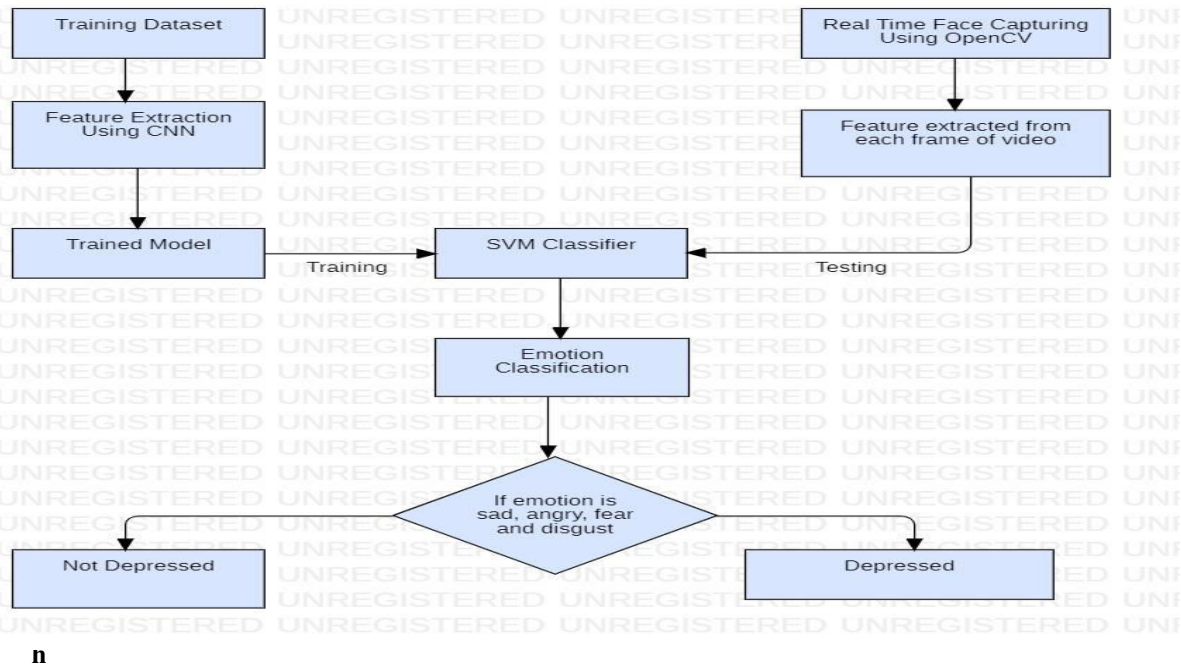 Training Dataset
Feature Extraction
Using CNN
Trained Model
Training
Real Time Face Capturing
Using OpenCV
Feature extracted from
each frame of video
Testing
SVM Classifier
Emotion
Classification
If emotion is
sad, angry, fear
and disgust
Not Depressed
Depressed
UNREGISTERED
n